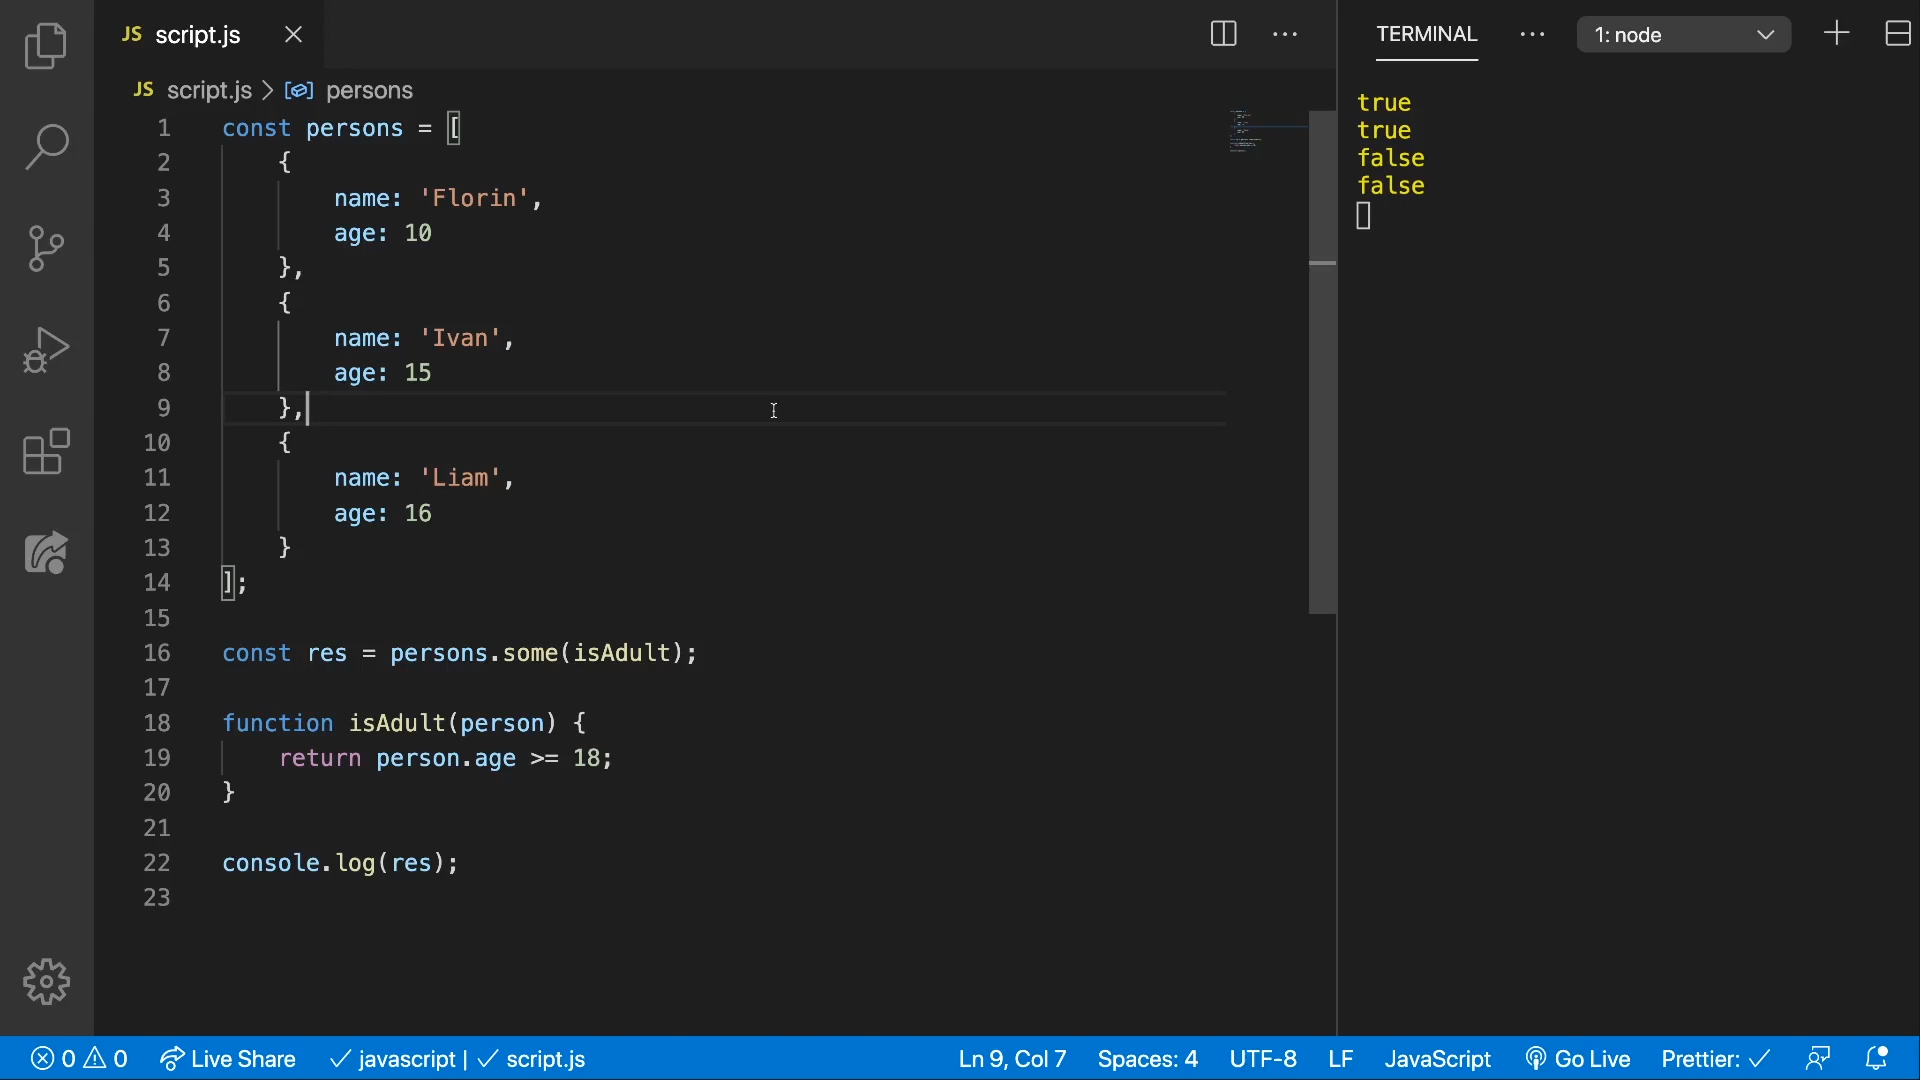 JS script.js
JS script.js > persons
1 const persons = [
2 {
3 name: 'Florin',
4 age: 10
5 },
6 {
7 name: 'Ivan',
8 age: 15
9 },
10 {
11 name: 'Liam',
12 age: 16
13 }
14 ];
15
16 const res = persons.some(isAdult);
17
18 function isAdult(person) {
19 return person.age >= 18;
20 }
21
22 console.log(res);
23
TERMINAL
1: node
true
true
false
false
0 0 Live Share javascript | script.js Ln 9, Col 7 Spaces: 4 UTF-8 LF JavaScript Go Live Prettier: